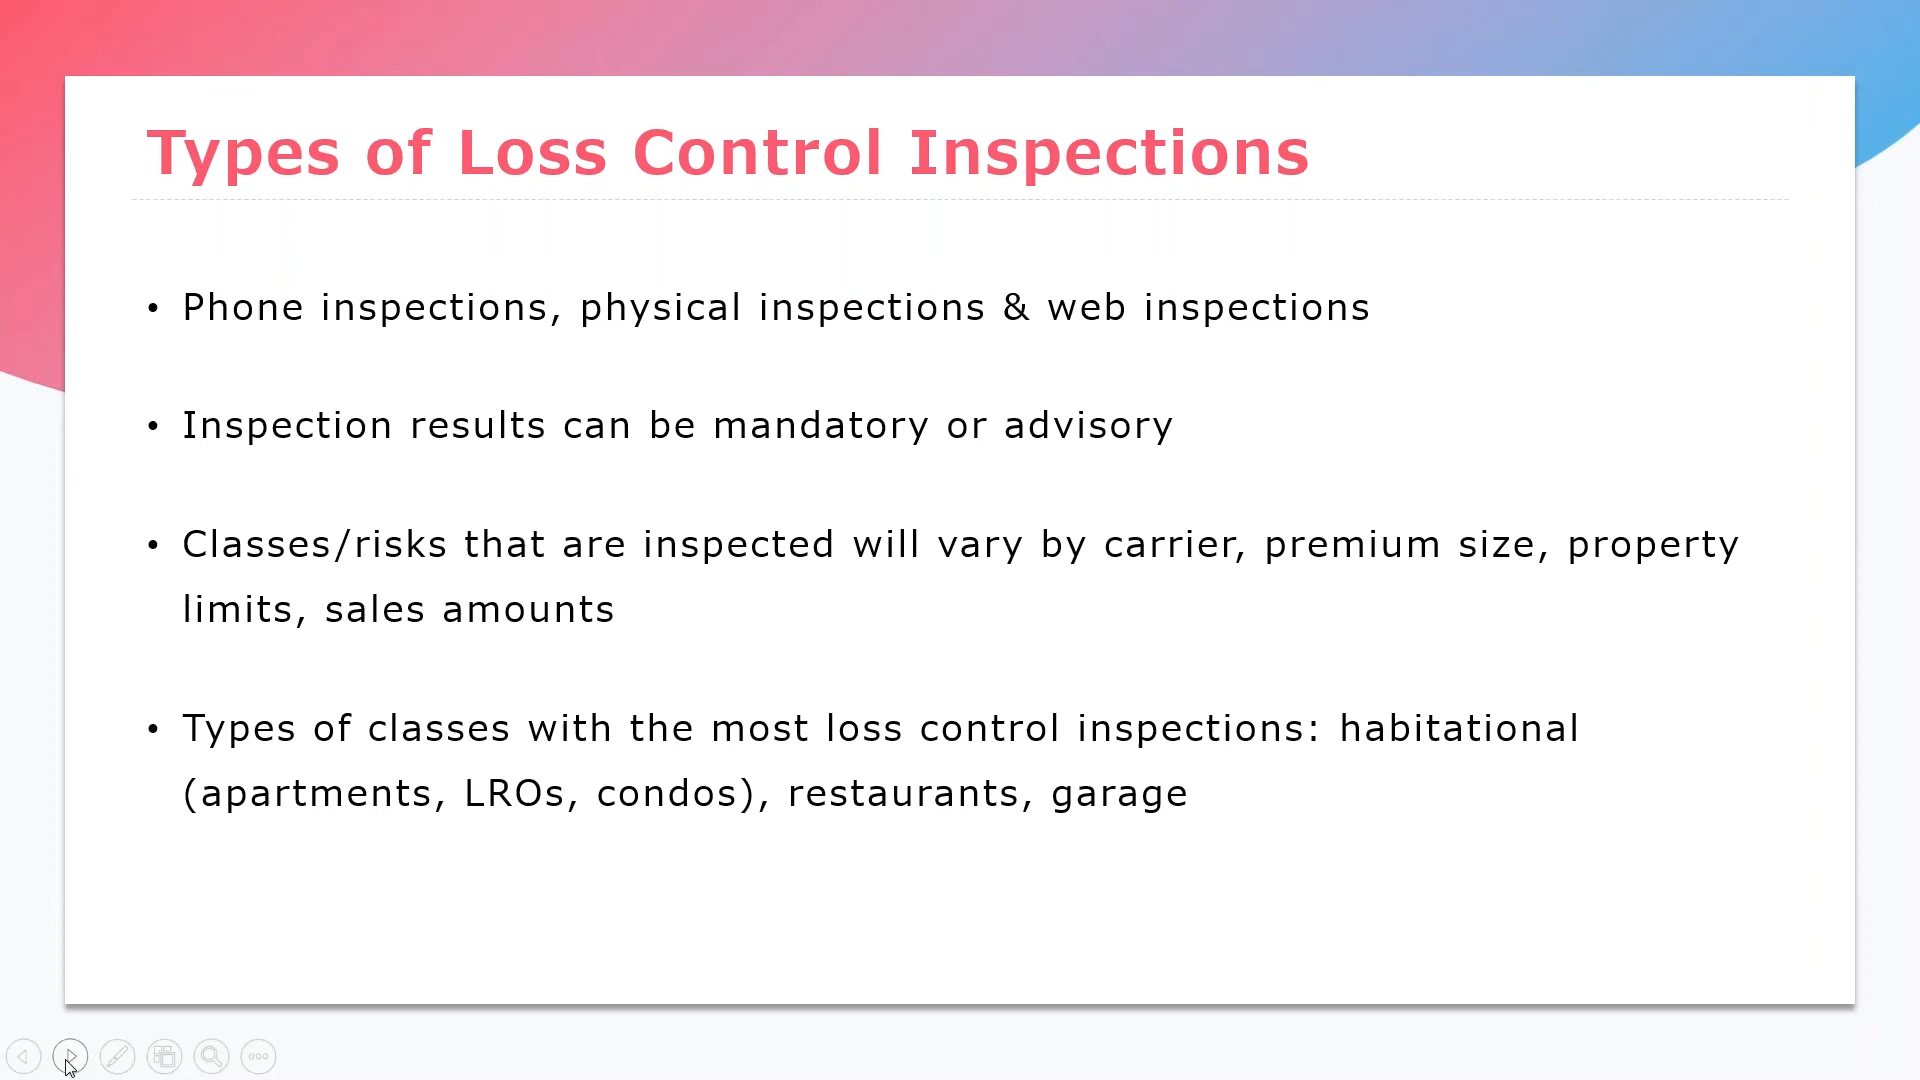 Types of Loss Control Inspections
• Phone inspections, physical inspections & web inspections
• Inspection results can be mandatory or advisory
• Classes/risks that are inspected will vary by carrier, premium size, property
limits, sales amounts
• Types of classes with the most loss control inspections: habitational
(apartments, LROs, condos), restaurants, garage